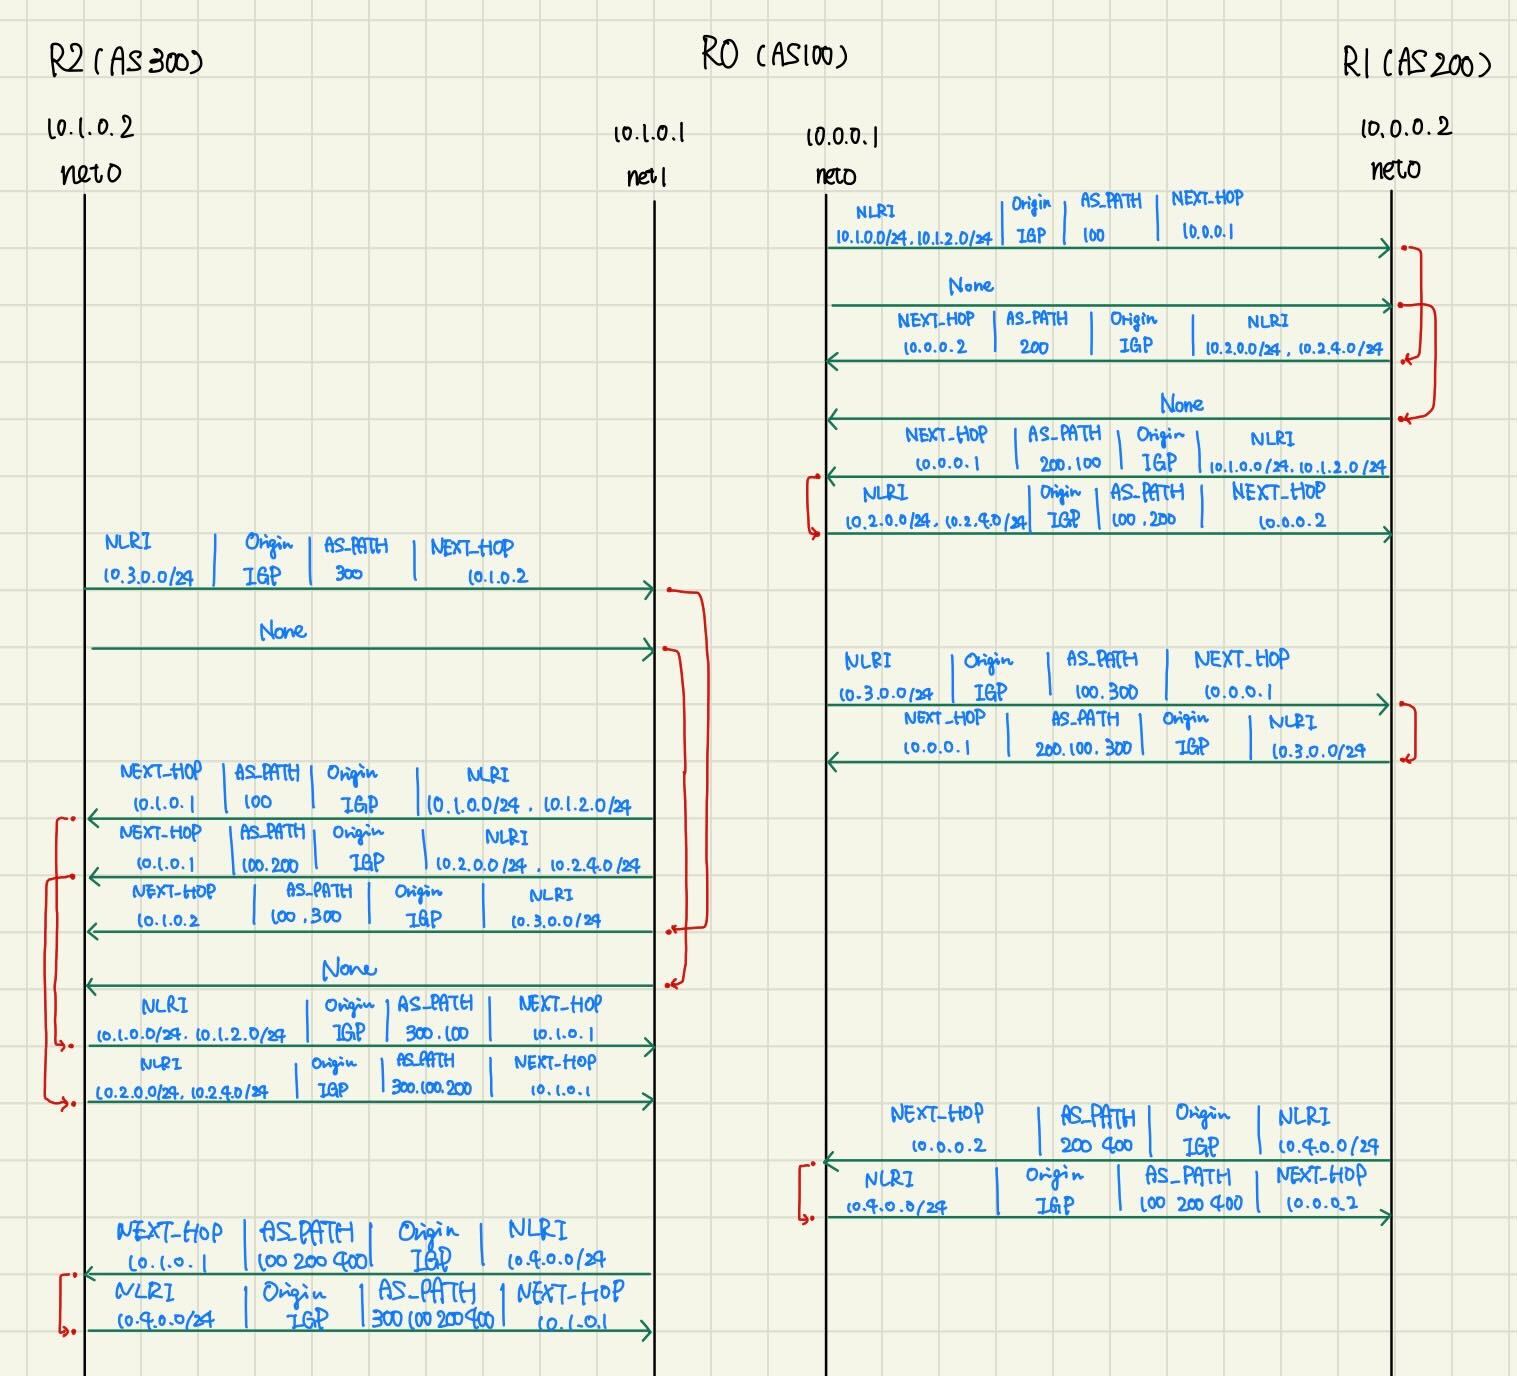 R2 (AS300)
R0 (AS100)
R1 (AS200)
10.1.0.2
10.1.0.1
10.0.0.1
10.0.0.2
net0
net1
net0
net0
NLRI | Origin | AS_PATH | NEXT_HOP
10.1.0.0/24, 10.1.2.0/24 | IGP | 100 | 10.0.0.1
None
NEXT_HOP | AS_PATH | Origin | NLRI
10.0.0.2 | 200 | IGP | 10.2.0.0/24, 10.2.4.0/24
None
NEXT_HOP | AS_PATH | Origin | NLRI
10.0.0.1 | 200.100 | IGP | 10.1.0.0/24, 10.1.2.0/24
NLRI | Origin | AS_PATH | NEXT_HOP
10.2.0.0/24, 10.2.4.0/24 | IGP | 100.200 | 10.0.0.2
NLRI | Origin | AS_PATH | NEXT_HOP
10.3.0.0/24 | IGP | 300 | 10.1.0.2
None
NLRI | Origin | AS_PATH | NEXT_HOP
10.3.0.0/24 | IGP | 100.300 | 10.0.0.1
NEXT_HOP | AS_PATH | Origin | NLRI
10.0.0.1 | 200.100.300 | IGP | 10.3.0.0/24
NEXT_HOP | AS_PATH | Origin | NLRI
10.1.0.1 | 100 | IGP | 10.1.0.0/24, 10.1.2.0/24
NEXT_HOP | AS_PATH | Origin | NLRI
10.1.0.1 | 100.200 | IGP | 10.2.0.0/24, 10.2.4.0/24
NEXT_HOP | AS_PATH | Origin | NLRI
10.1.0.2 | 100.300 | IGP | 10.3.0.0/24
None
NLRI | Origin | AS_PATH | NEXT_HOP
10.1.0.0/24, 10.1.2.0/24 | IGP | 300.100 | 10.1.0.1
NLRI | Origin | AS_PATH | NEXT_HOP
10.2.0.0/24, 10.2.4.0/24 | IGP | 300.100.200 | 10.1.0.1
NEXT_HOP | AS_PATH | Origin | NLRI
10.0.0.2 | 200 400 | IGP | 10.4.0.0/24
NLRI | Origin | AS_PATH | NEXT_HOP
10.4.0.0/24 | IGP | 100 200 400 | 10.0.0.2
NEXT_HOP | AS_PATH | Origin | NLRI
10.1.0.1 | 100 200 400 | IGP | 10.4.0.0/24
NLRI | Origin | AS_PATH | NEXT_HOP
10.4.0.0/24 | IGP | 300 100 200 400 | 10.1.0.1